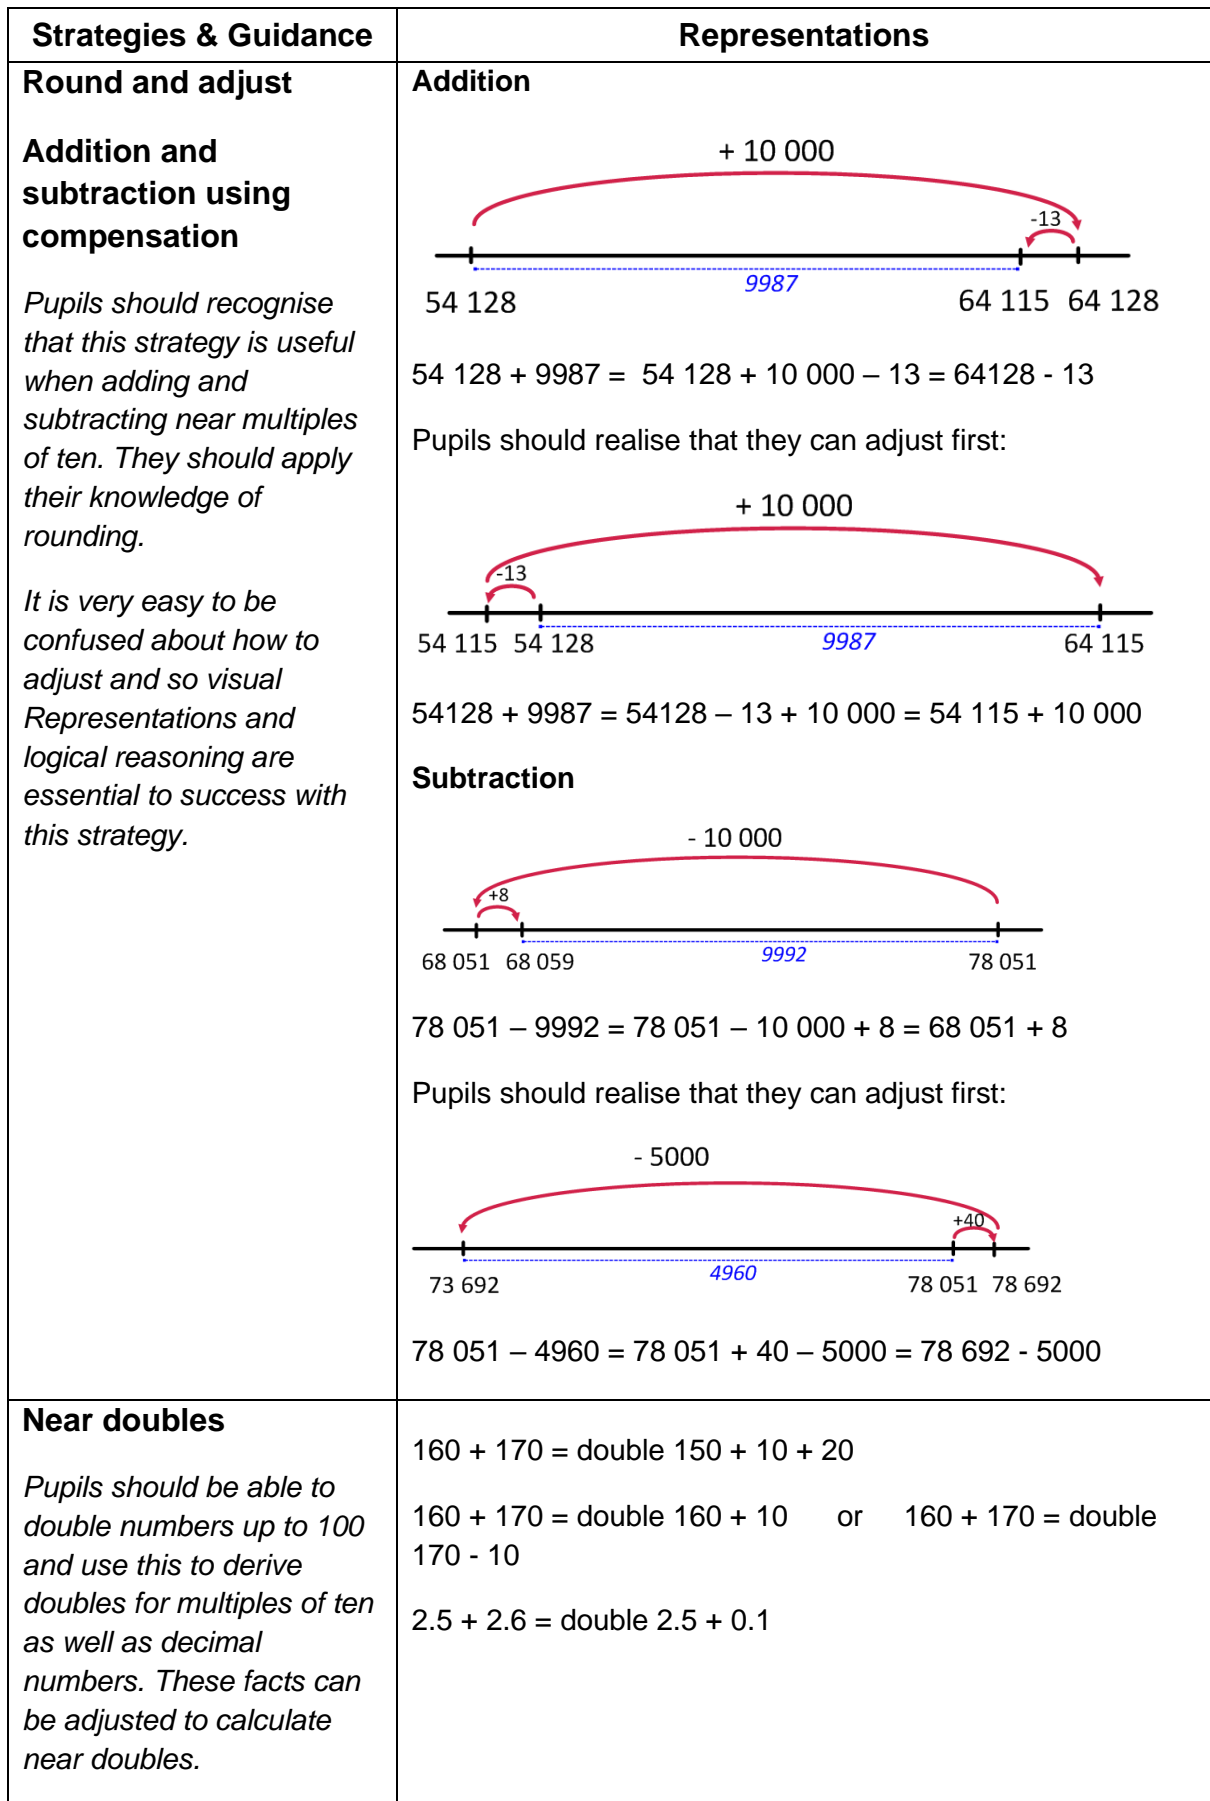 Strategies & Guidance
Representations
Round and adjust
Addition and
subtraction using
compensation
Pupils should recognise
that this strategy is useful
when adding and
subtracting near multiples
of ten. They should apply
their knowledge of
rounding.
It is very easy to be
confused about how to
adjust and so visual
Representations and
logical reasoning are
essential to success with
this strategy.
Addition
+ 10 000
-13
9987
54 128
64 115 64 128
54 128 + 9987 =  54 128 + 10 000 – 13 = 64128 - 13
Pupils should realise that they can adjust first:
+ 10 000
-13
54 115 54 128
9987
64 115
54128 + 9987 = 54128 – 13 + 10 000 = 54 115 + 10 000
Subtraction
- 10 000
+8
9992
68 051 68 059
78 051
78 051 – 9992 = 78 051 – 10 000 + 8 = 68 051 + 8
Pupils should realise that they can adjust first:
- 5000
+40
4960
73 692
78 051 78 692
78 051 – 4960 = 78 051 + 40 – 5000 = 78 692 - 5000
Near doubles
Pupils should be able to
double numbers up to 100
and use this to derive
doubles for multiples of ten
as well as decimal
numbers. These facts can
be adjusted to calculate
near doubles.
160 + 170 = double 150 + 10 + 20
160 + 170 = double 160 + 10 or 160 + 170 = double
170 - 10
2.5 + 2.6 = double 2.5 + 0.1